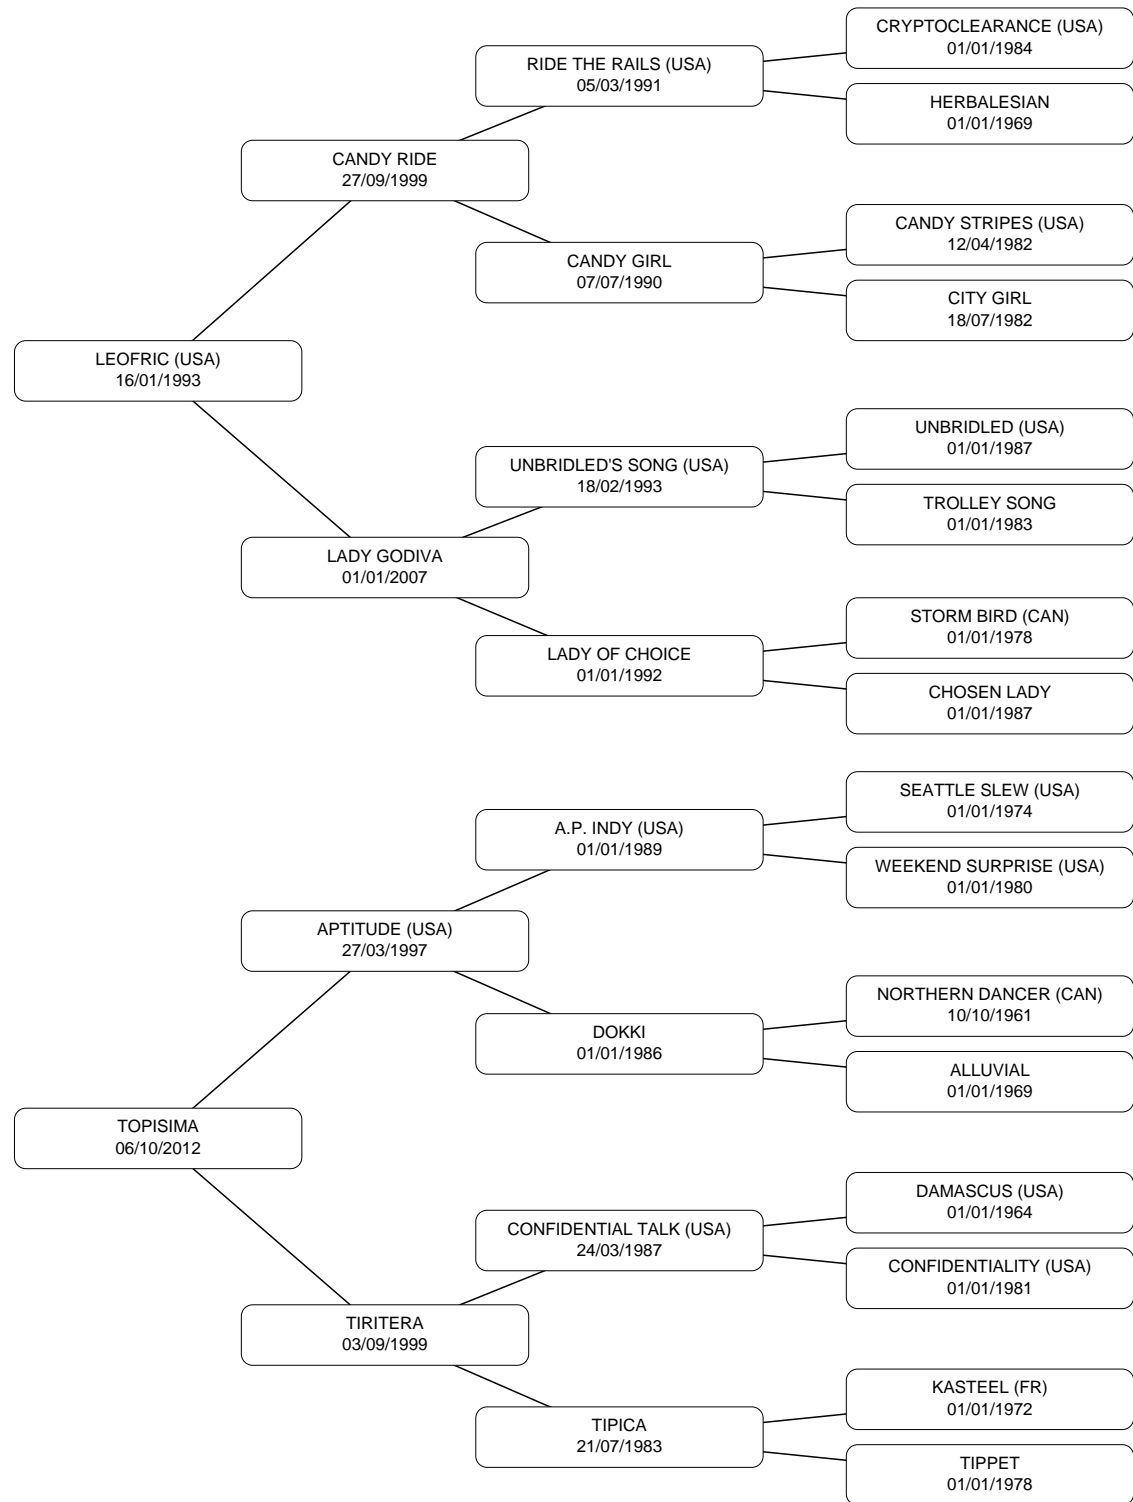 CRYPTOCLEARANCE (USA)
01/01/1984
RIDE THE RAILS (USA)
05/03/1991
HERBALESIAN
01/01/1969
CANDY RIDE
27/09/1999
CANDY STRIPES (USA)
12/04/1982
CANDY GIRL
07/07/1990
CITY GIRL
18/07/1982
LEOFRIC (USA)
16/01/1993
UNBRIDLED (USA)
01/01/1987
UNBRIDLED'S SONG (USA)
18/02/1993
TROLLEY SONG
01/01/1983
LADY GODIVA
01/01/2007
STORM BIRD (CAN)
01/01/1978
LADY OF CHOICE
01/01/1992
CHOSEN LADY
01/01/1987
SEATTLE SLEW (USA)
01/01/1974
A.P. INDY (USA)
01/01/1989
WEEKEND SURPRISE (USA)
01/01/1980
APTITUDE (USA)
27/03/1997
NORTHERN DANCER (CAN)
10/10/1961
DOKKI
01/01/1986
ALLUVIAL
01/01/1969
TOPISIMA
06/10/2012
DAMASCUS (USA)
01/01/1964
CONFIDENTIAL TALK (USA)
24/03/1987
CONFIDENTIALITY (USA)
01/01/1981
TIRITERA
03/09/1999
KASTEEL (FR)
01/01/1972
TIPICA
21/07/1983
TIPPET
01/01/1978